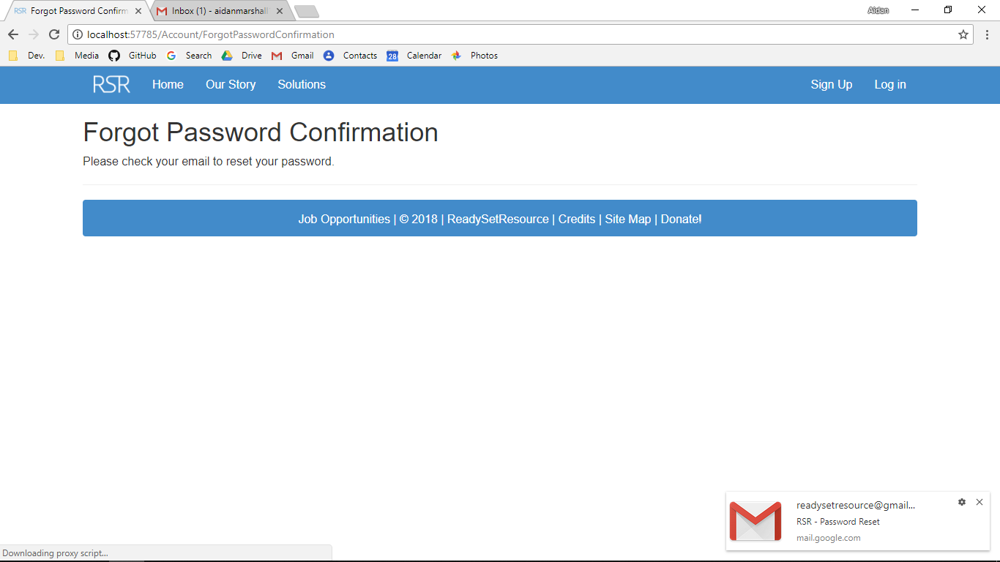 RSR Forgot Password Confirm
Inbox (1) - aidanmarshall
Aidan
localhost:57785/Account/ForgotPasswordConfirmation
Dev. Media GitHub Search Drive Gmail 28 Contacts Calendar Photos
RSR Home Our Story Solutions Sign Up Log in
Forgot Password Confirmation
Please check your email to reset your password.
Job Opportunities | © 2018 | ReadySetResource | Credits | Site Map | Donate!
readysetresource@gmail...
RSR - Password Reset
mail.google.com
Downloading proxy script...